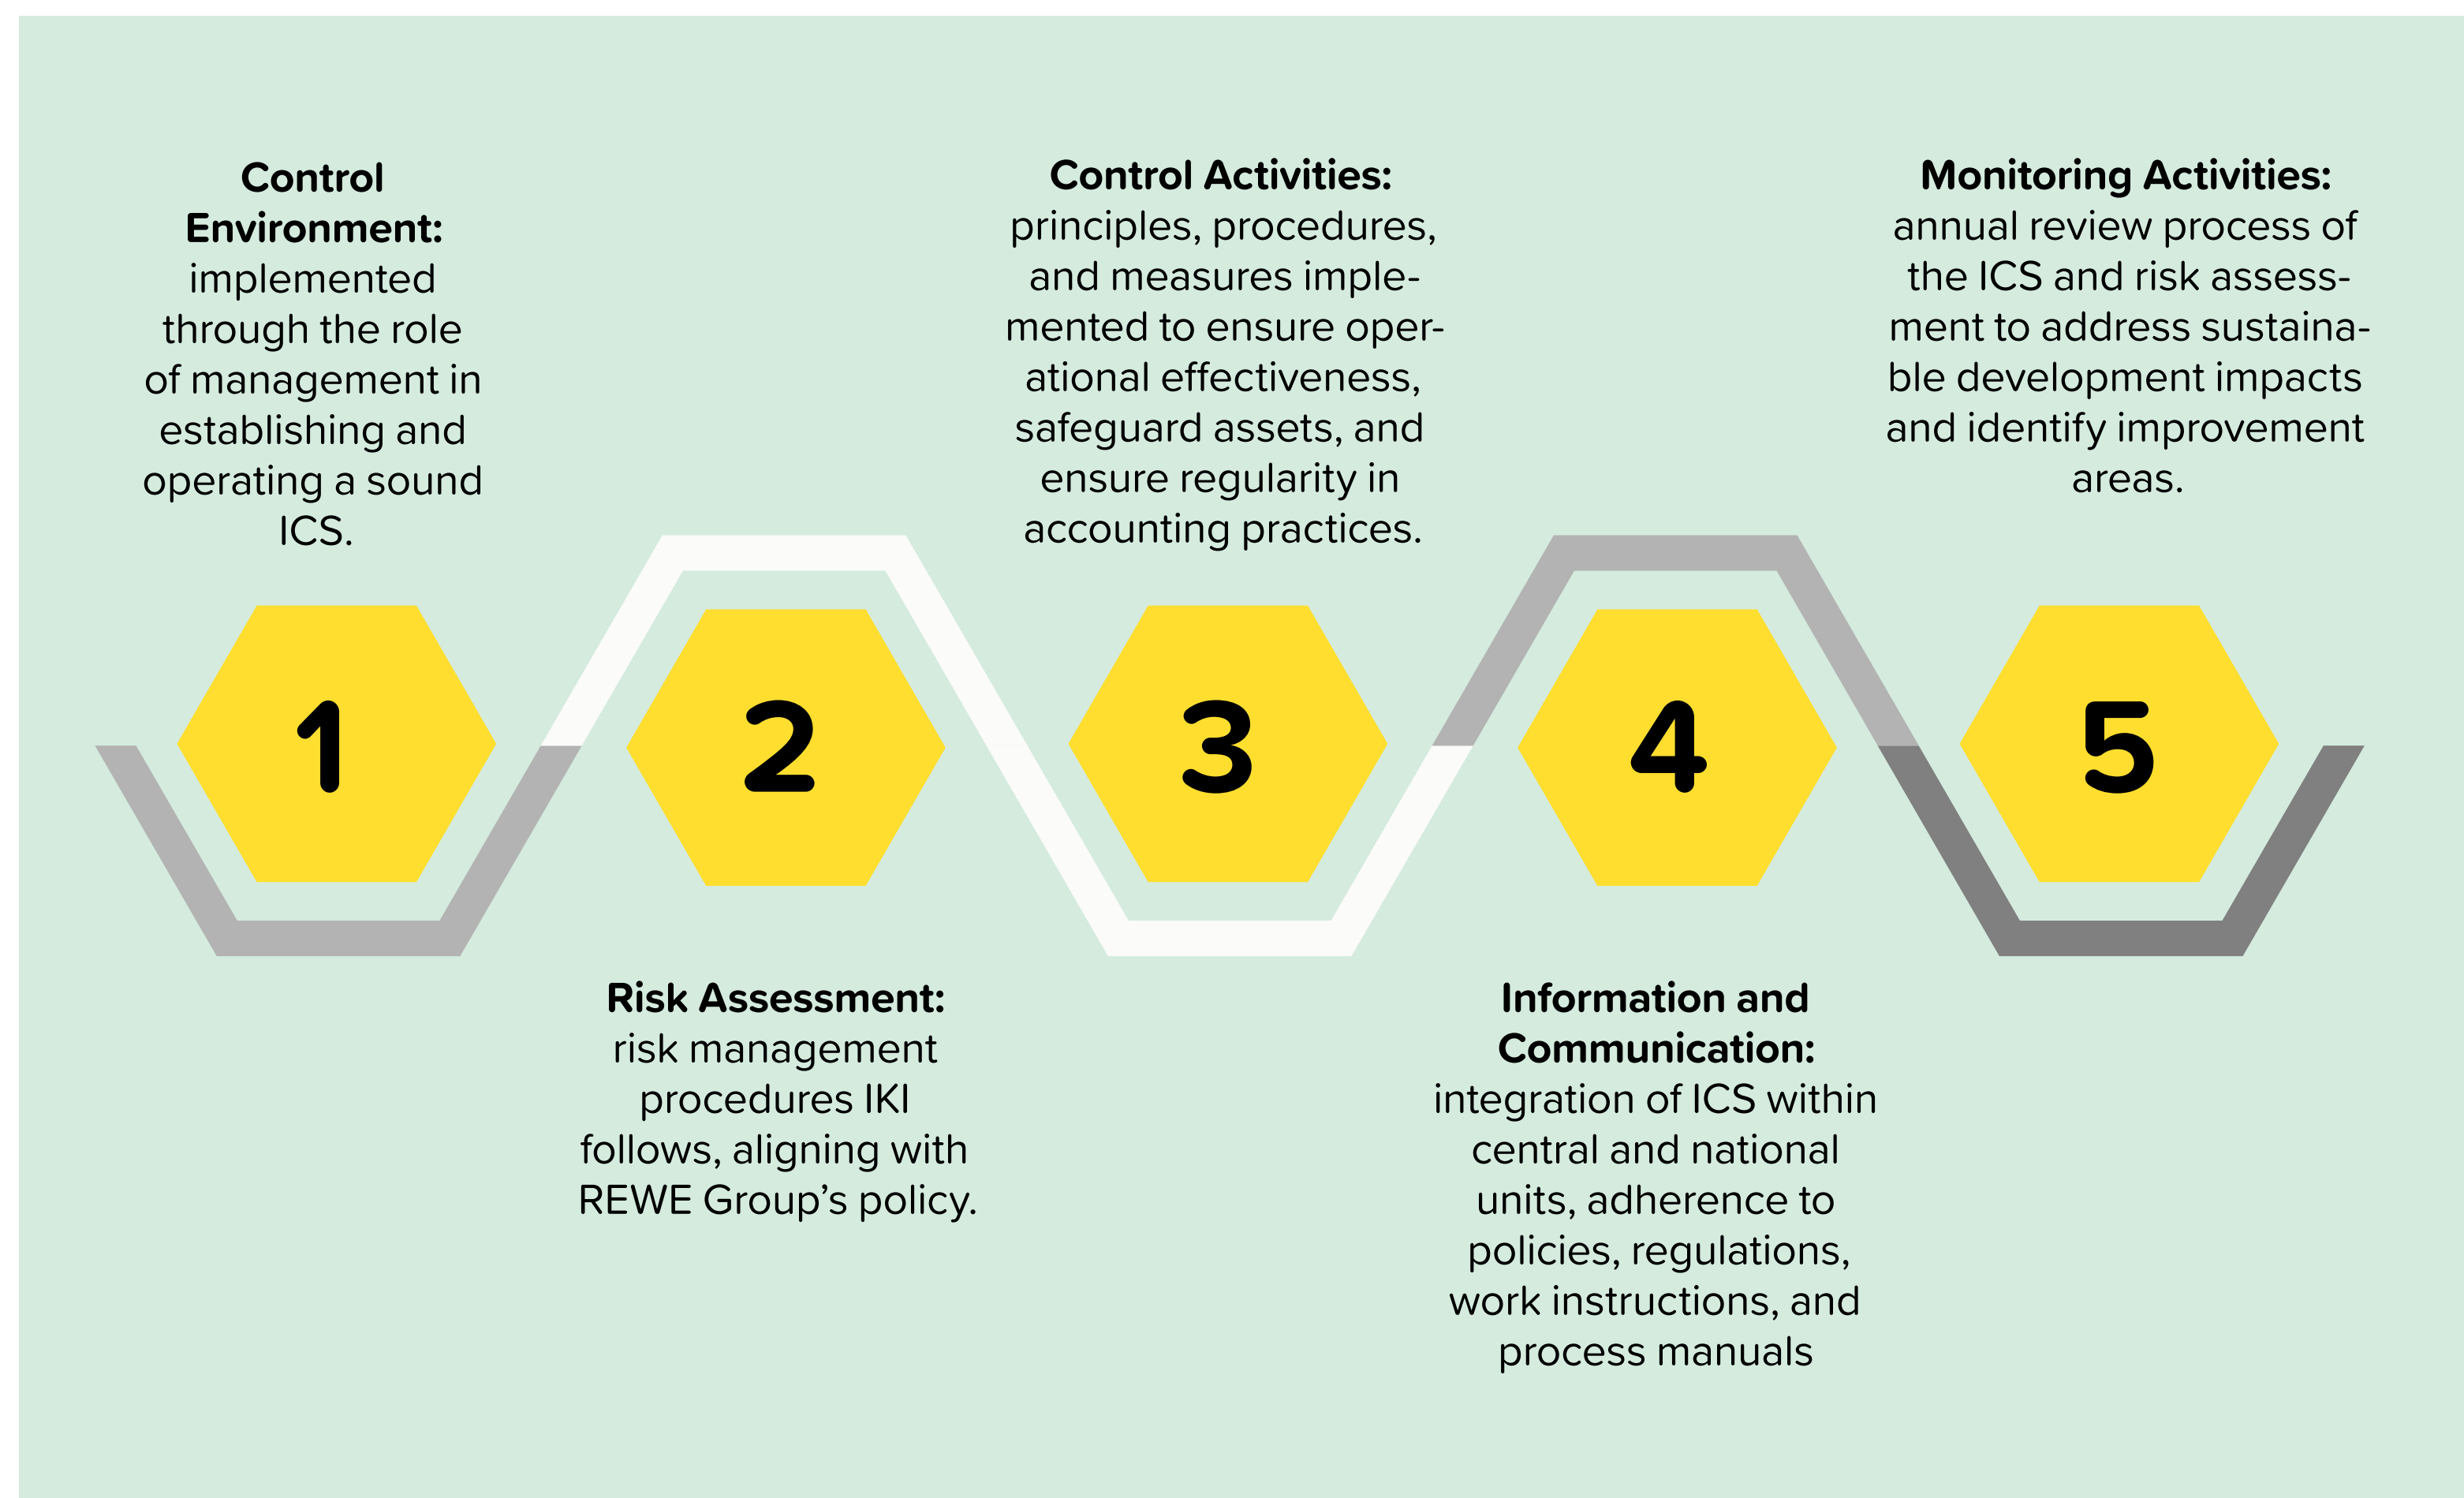 Control
Environment:
implemented
through the role
of management in
establishing and
operating a sound
ICS.
1
Risk Assessment:
risk management
procedures IKI
follows, aligning with
REWE Group’s policy.
2
Control Activities:
principles, procedures,
and measures imple-
mented to ensure oper-
ational effectiveness,
safeguard assets, and
ensure regularity in
accounting practices.
3
Information and
Communication:
integration of ICS within
central and national
units, adherence to
policies, regulations,
work instructions, and
process manuals
4
Monitoring Activities:
annual review process of
the ICS and risk assess-
ment to address sustaina-
ble development impacts
and identify improvement
areas.
5